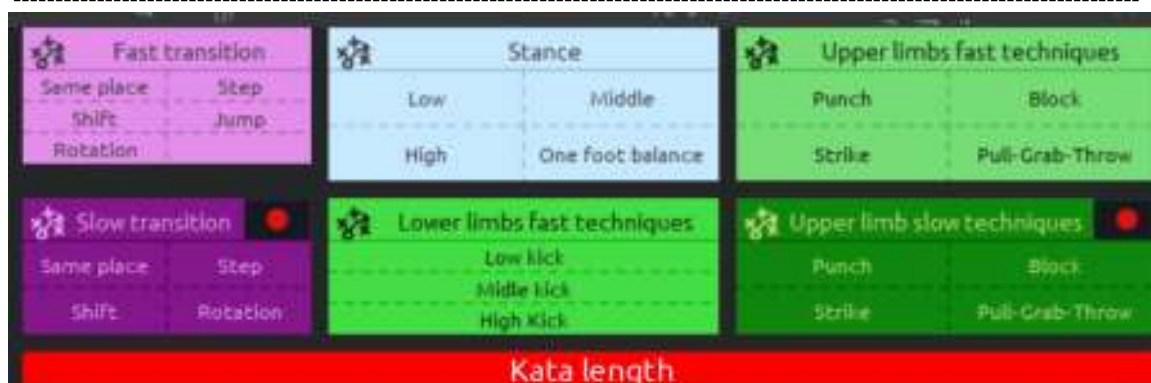 Fast transition
Same place Step
Shift Jump
Rotation
Stance
Low Middle
High One foot balance
Upper limbs fast techniques
Punch Block
Strike Pull-Grab-Throw
Slow transition
Same place Step
Shift Rotation
Lower limbs fast techniques
Low kick
Midle kick
High Kick
Upper limb slow techniques
Punch Block
Strike Pull-Grab-Throw
Kata length